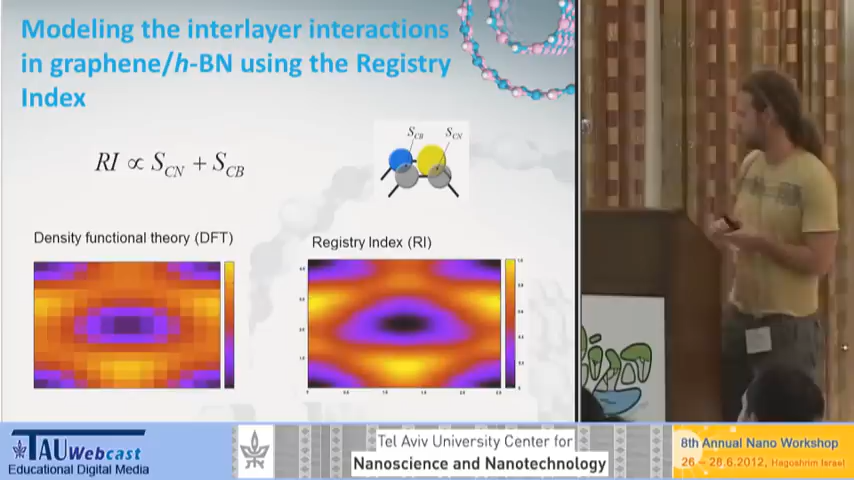 Modeling the interlayer interactions
in graphene/h-BN using the Registry
Index
RI ∝ S_CN + S_CB
S_CB
S_CN
Density functional theory (DFT)
Registry Index (RI)
TAU Webcast
Educational Digital Media
Tel Aviv University Center for
Nanoscience and Nanotechnology
8th Annual Nano Workshop
26 - 28.6.2012, Hagoshrim Israel